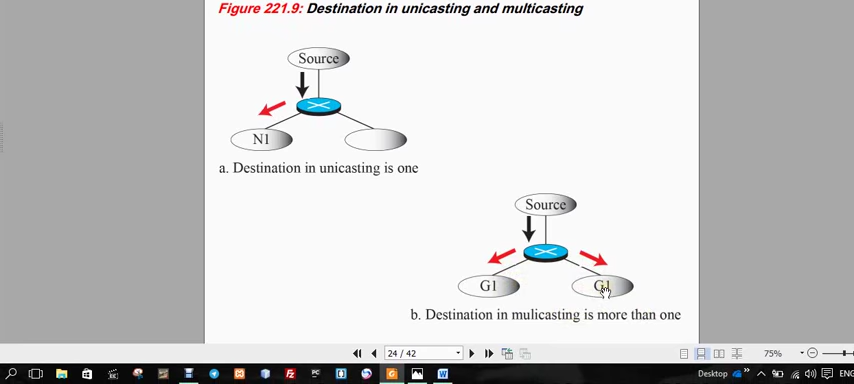 Figure 221.9: Destination in unicasting and multicasting
Source
N1
a. Destination in unicasting is one
Source
G1
G1
b. Destination in mulicasting is more than one
24 / 42
75%
Desktop
ENG